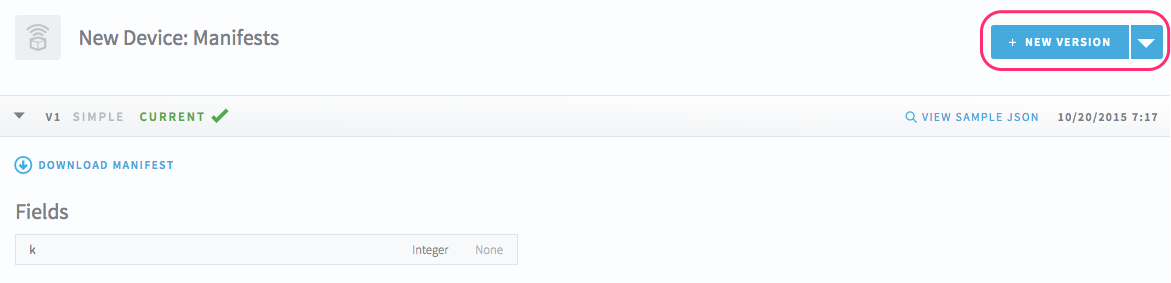 New Device: Manifests
+ NEW VERSION
V1 SIMPLE CURRENT VIEW SAMPLE JSON 10/20/2015 7:17
DOWNLOAD MANIFEST
Fields
k Integer None